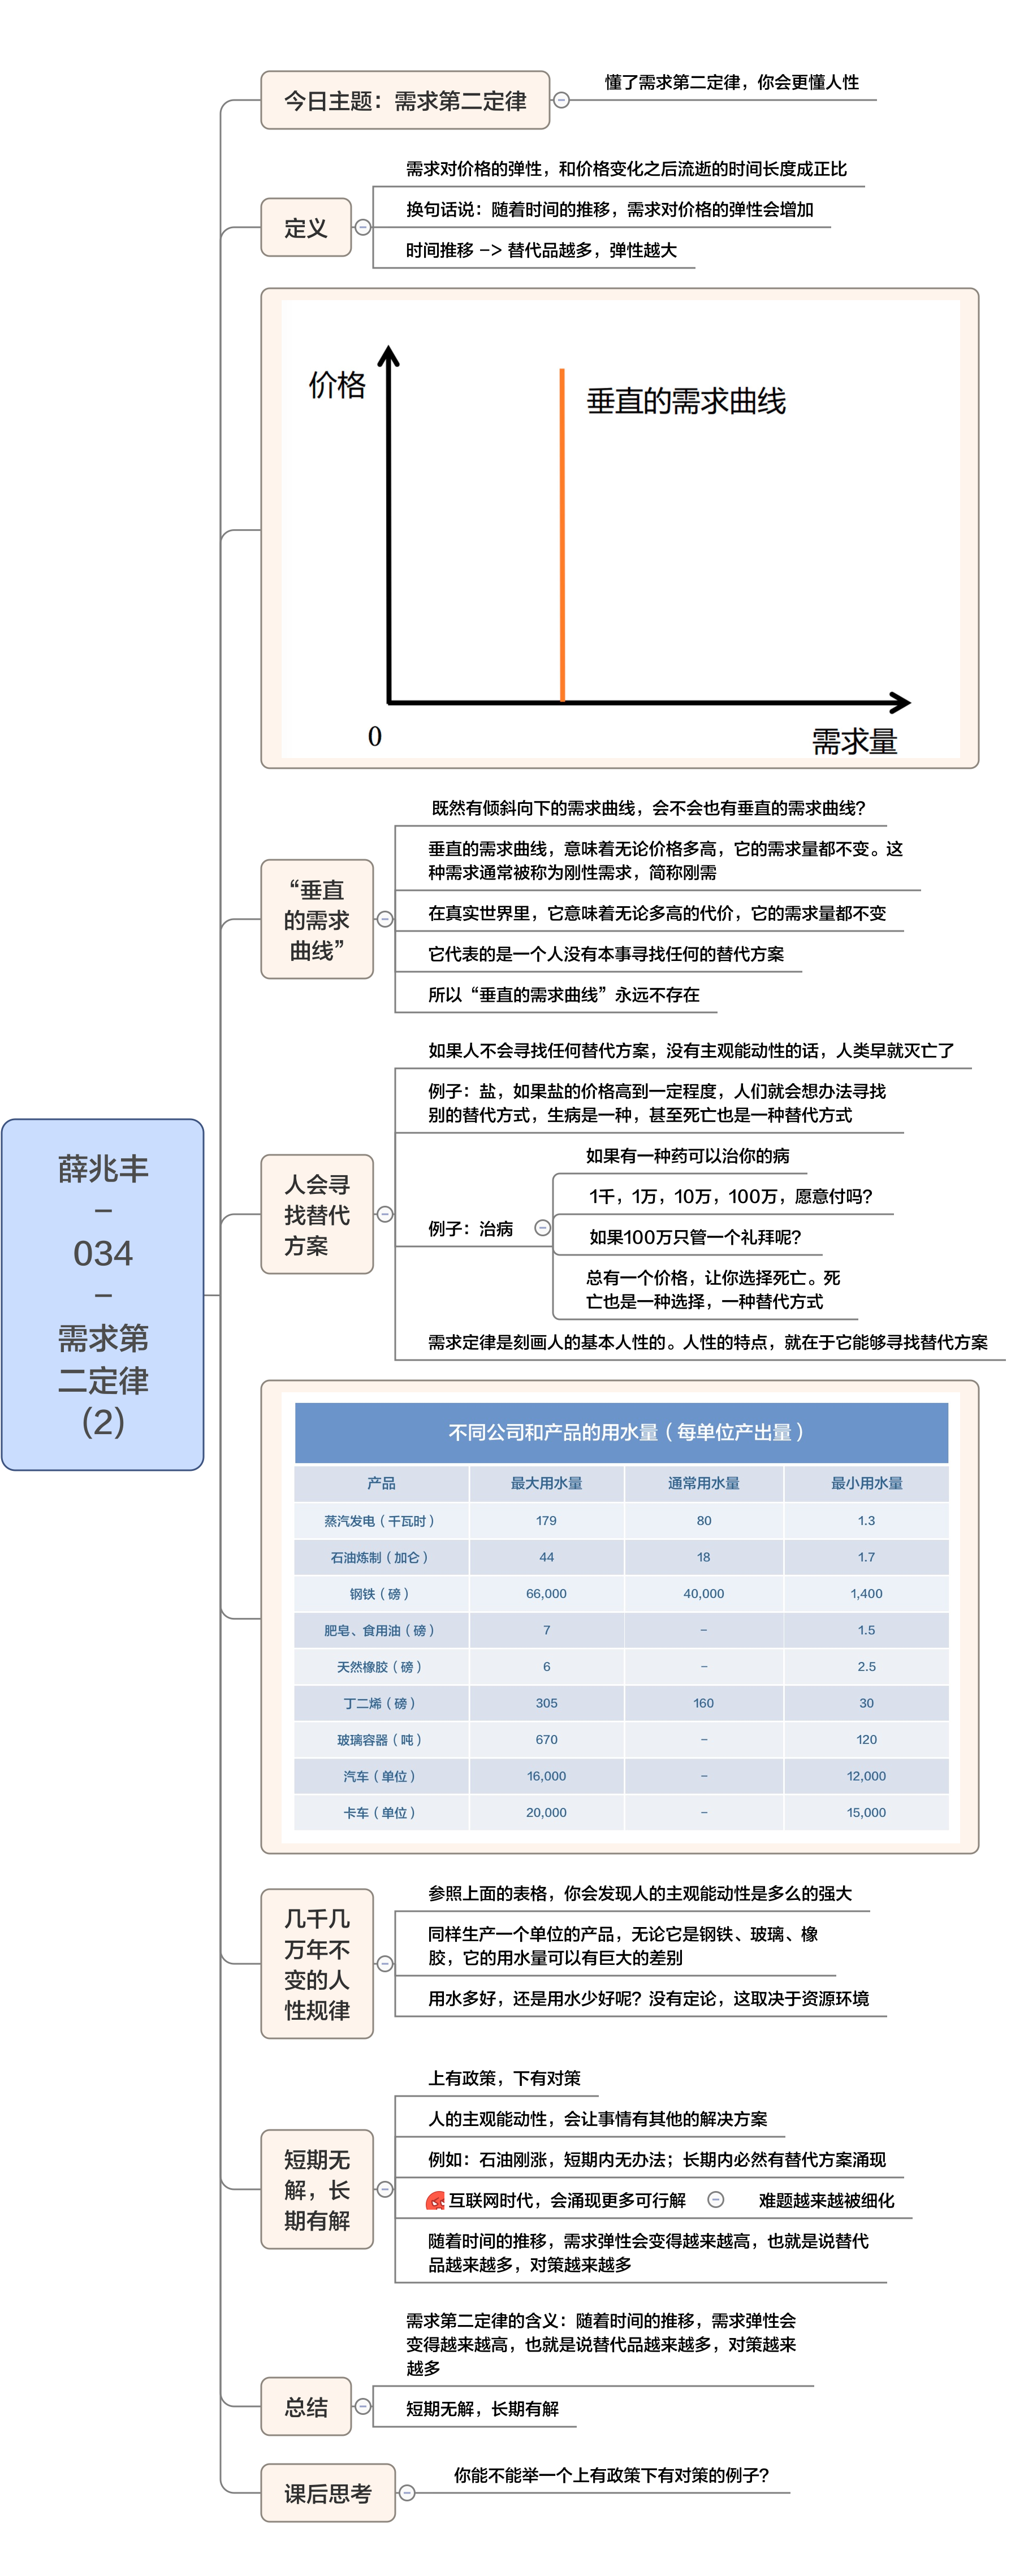 薛兆丰
–
034
–
需求第
二定律
(2)
今日主题：需求第二定律
懂了需求第二定律，你会更懂人性
定义
需求对价格的弹性，和价格变化之后流逝的时间长度成正比
换句话说：随着时间的推移，需求对价格的弹性会增加
时间推移 –> 替代品越多，弹性越大
价格
垂直的需求曲线
0
需求量
“垂直
的需求
曲线”
既然有倾斜向下的需求曲线，会不会也有垂直的需求曲线？
垂直的需求曲线，意味着无论价格多高，它的需求量都不变。这
种需求通常被称为刚性需求，简称刚需
在真实世界里，它意味着无论多高的代价，它的需求量都不变
它代表的是一个人没有本事寻找任何的替代方案
所以“垂直的需求曲线”永远不存在
人会寻
找替代
方案
如果人不会寻找任何替代方案，没有主观能动性的话，人类早就灭亡了
例子：盐，如果盐的价格高到一定程度，人们就会想办法寻找
别的替代方式，生病是一种，甚至死亡也是一种替代方式
例子：治病
如果有一种药可以治你的病
1千，1万，10万，100万，愿意付吗？
如果100万只管一个礼拜呢？
总有一个价格，让你选择死亡。死
亡也是一种选择，一种替代方式
需求定律是刻画人的基本人性的。人性的特点，就在于它能够寻找替代方案
不同公司和产品的用水量（每单位产出量）
产品 最大用水量 通常用水量 最小用水量
蒸汽发电（千瓦时） 179 80 1.3
石油炼制（加仑） 44 18 1.7
钢铁（磅） 66,000 40,000 1,400
肥皂、食用油（磅） 7 – 1.5
天然橡胶（磅） 6 – 2.5
丁二烯（磅） 305 160 30
玻璃容器（吨） 670 – 120
汽车（单位） 16,000 – 12,000
卡车（单位） 20,000 – 15,000
几千几
万年不
变的人
性规律
参照上面的表格，你会发现人的主观能动性是多么的强大
同样生产一个单位的产品，无论它是钢铁、玻璃、橡
胶，它的用水量可以有巨大的差别
用水多好，还是用水少好呢？没有定论，这取决于资源环境
短期无
解，长
期有解
上有政策，下有对策
人的主观能动性，会让事情有其他的解决方案
例如：石油刚涨，短期内无办法；长期内必然有替代方案涌现
互联网时代，会涌现更多可行解
难题越来越被细化
随着时间的推移，需求弹性会变得越来越高，也就是说替代
品越来越多，对策越来越多
总结
需求第二定律的含义：随着时间的推移，需求弹性会
变得越来越高，也就是说替代品越来越多，对策越来
越多
短期无解，长期有解
课后思考
你能不能举一个上有政策下有对策的例子？